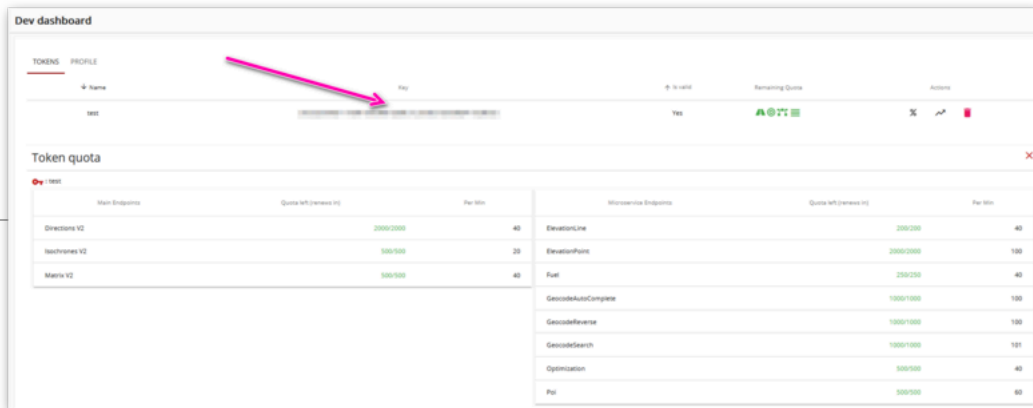 Dev dashboard
TOKENS PROFILE
Name Key Is valid Remaining Quota Actions
test Yes
Token quota
: test
Main Endpoints Quota left (renews in) Per Min
Directions V2 2000/2000 40
Isochrones V2 500/500 20
Matrix V2 500/500 40
Microservice Endpoints Quota left (renews in) Per Min
ElevationLine 200/200 40
ElevationPoint 2000/2000 100
Fuel 250/250 40
GeocodeAutoComplete 1000/1000 100
GeocodeReverse 1000/1000 100
GeocodeSearch 1000/1000 101
Optimization 500/500 40
Poi 500/500 60